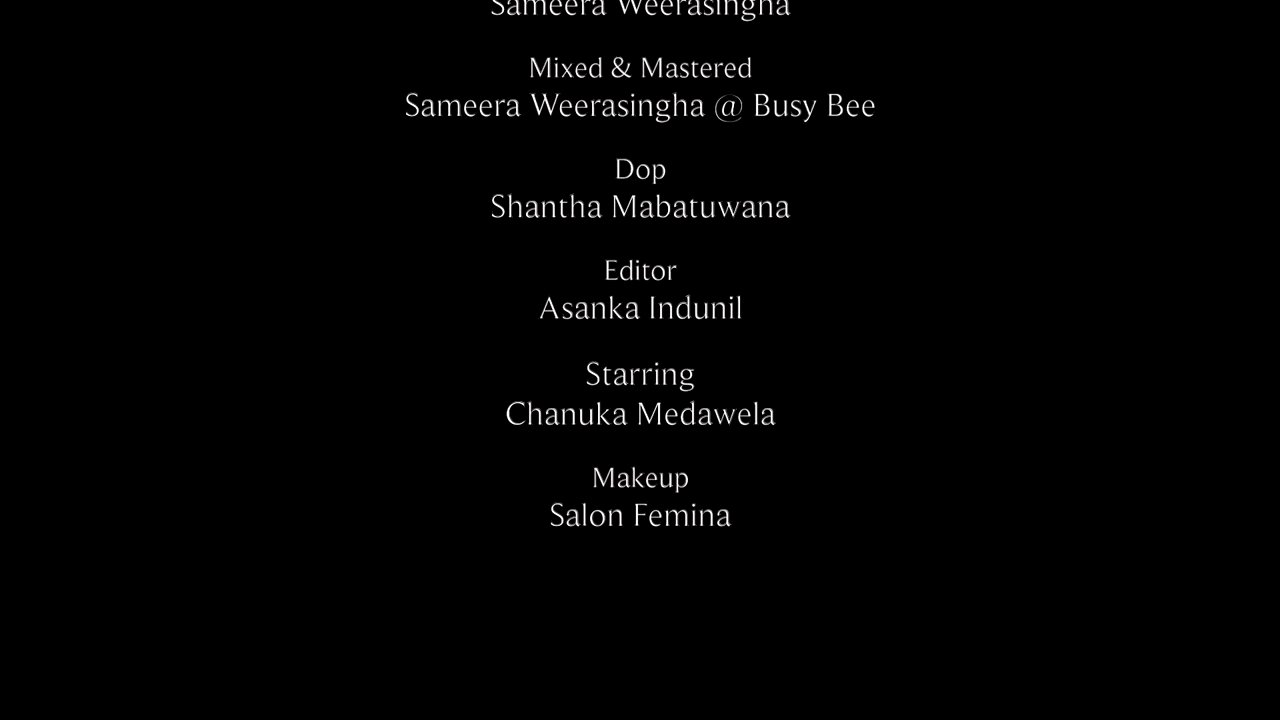 Sameera Weerasingha
Mixed & Mastered
Sameera Weerasingha @ Busy Bee
Dop
Shantha Mabatuwana
Editor
Asanka Indunil
Starring
Chanuka Medawela
Makeup
Salon Femina